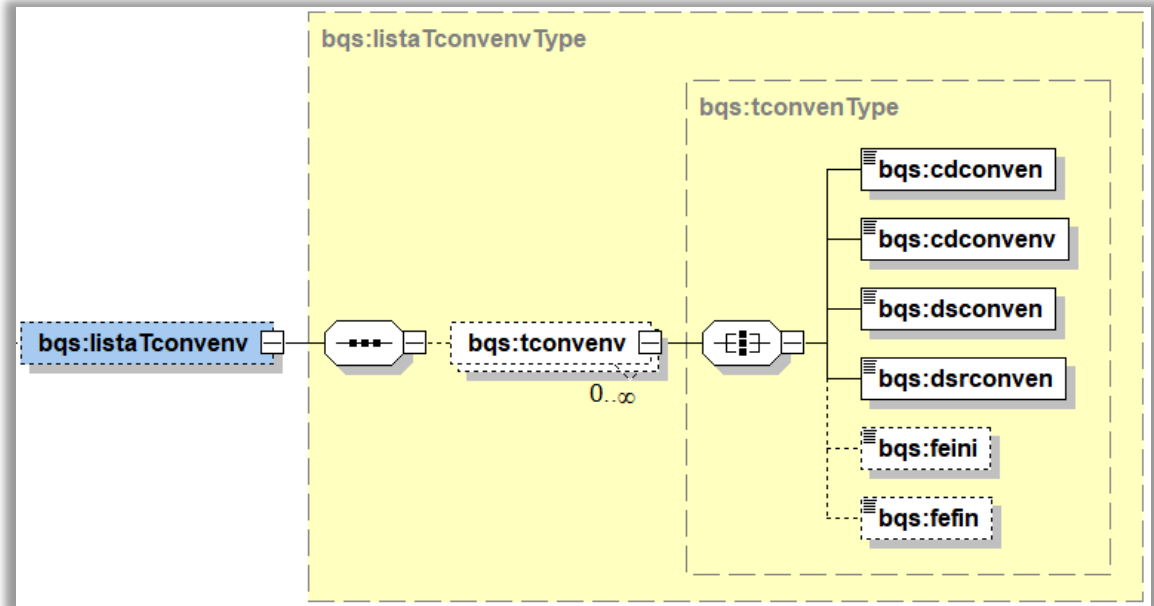 bqs:listaTconvenvType
bqs:tconvenType
bqs:cdconven
bqs:cdconvenv
bqs:dsconven
bqs:listaTconvenv
bqs:tconvenv
bqs:dsrconven
0..∞
bqs:feini
bqs:fefin